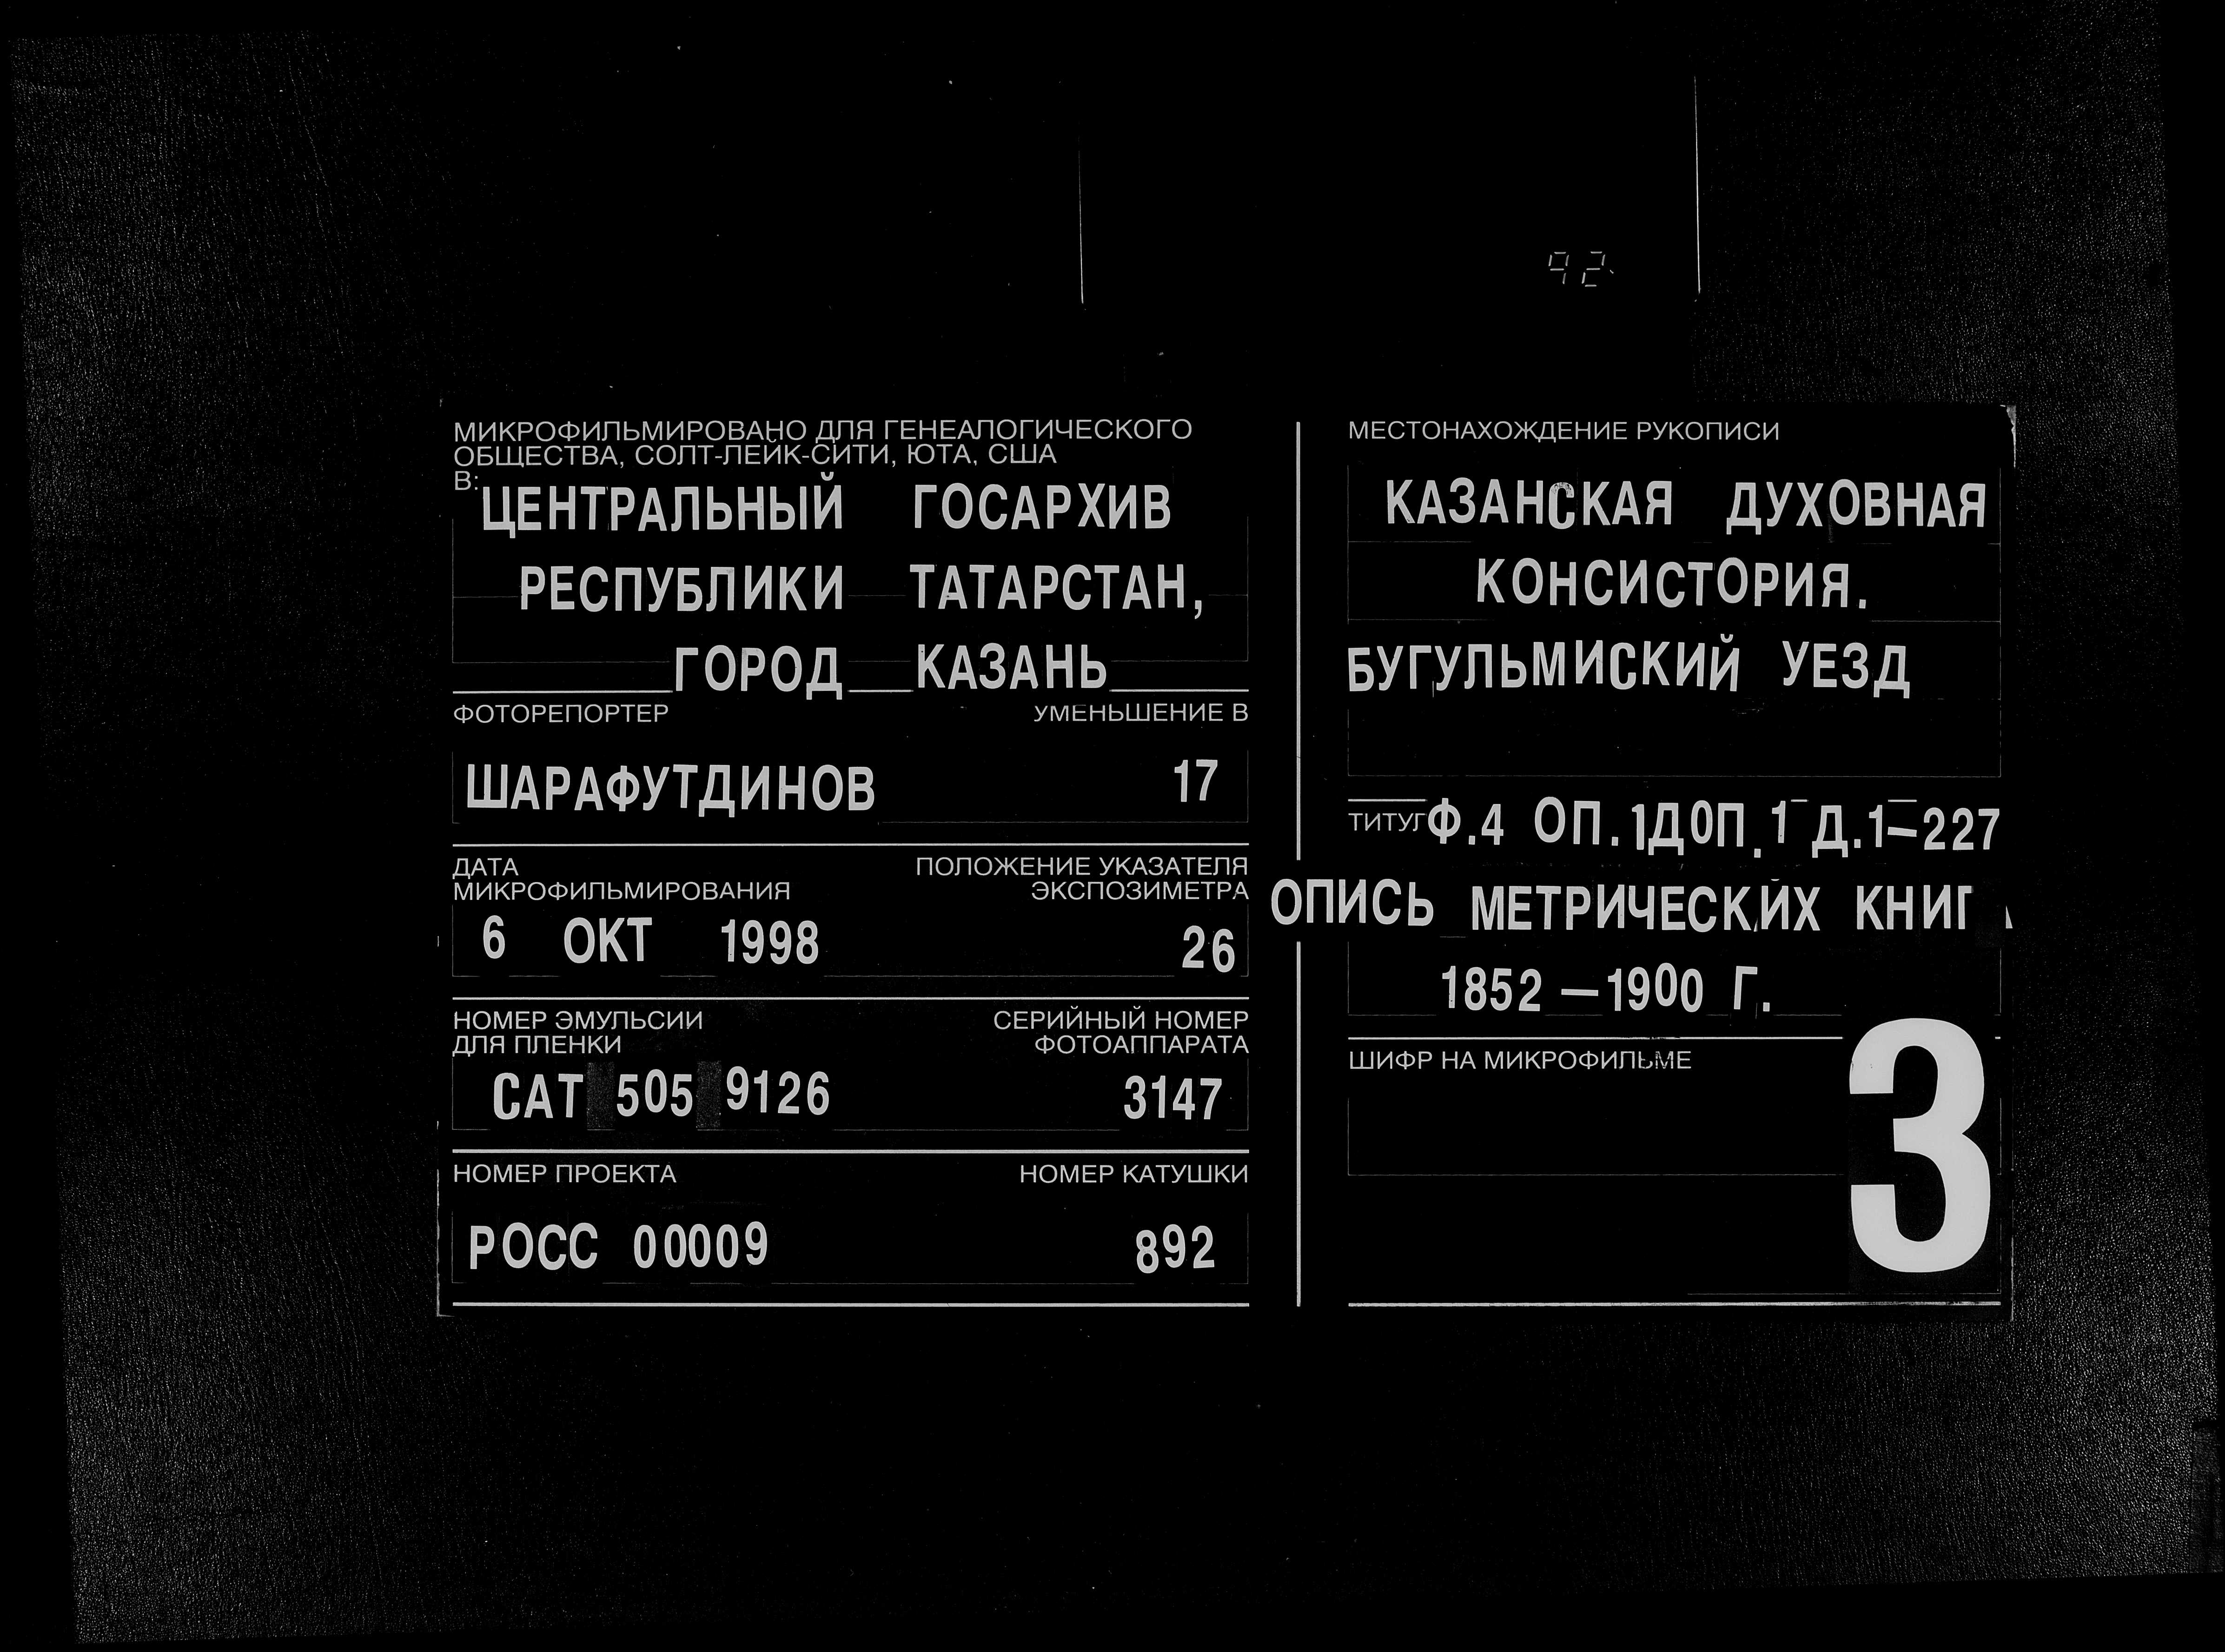 92
МИКРОФИЛЬМИРОВАНО ДЛЯ ГЕНЕАЛОГИЧЕСКОГО
ОБЩЕСТВА, СОЛТ-ЛЕЙК-СИТИ, ЮТА, США
В:
ЦЕНТРАЛЬНЫЙ ГОСАРХИВ
РЕСПУБЛИКИ ТАТАРСТАН,
ГОРОД КАЗАНЬ
ФОТОРЕПОРТЕР УМЕНЬШЕНИЕ В
ШАРАФУТДИНОВ 17
ДАТА ПОЛОЖЕНИЕ УКАЗАТЕЛЯ
МИКРОФИЛЬМИРОВАНИЯ ЭКСПОЗИМЕТРА
6 ОКТ 1998 26
НОМЕР ЭМУЛЬСИИ СЕРИЙНЫЙ НОМЕР
ДЛЯ ПЛЕНКИ ФОТОАППАРАТА
САТ 505 9126 3147
НОМЕР ПРОЕКТА НОМЕР КАТУШКИ
РОСС 00009 892
МЕСТОНАХОЖДЕНИЕ РУКОПИСИ
КАЗАНСКАЯ ДУХОВНАЯ
КОНСИСТОРИЯ.
БУГУЛЬМИСКИЙ УЕЗД
ТИТУЛ Ф.4 ОП.1ДОП.1 Д.1-227
ОПИСЬ МЕТРИЧЕСКИХ КНИГ
1852-1900 Г.
ШИФР НА МИКРОФИЛЬМЕ
3